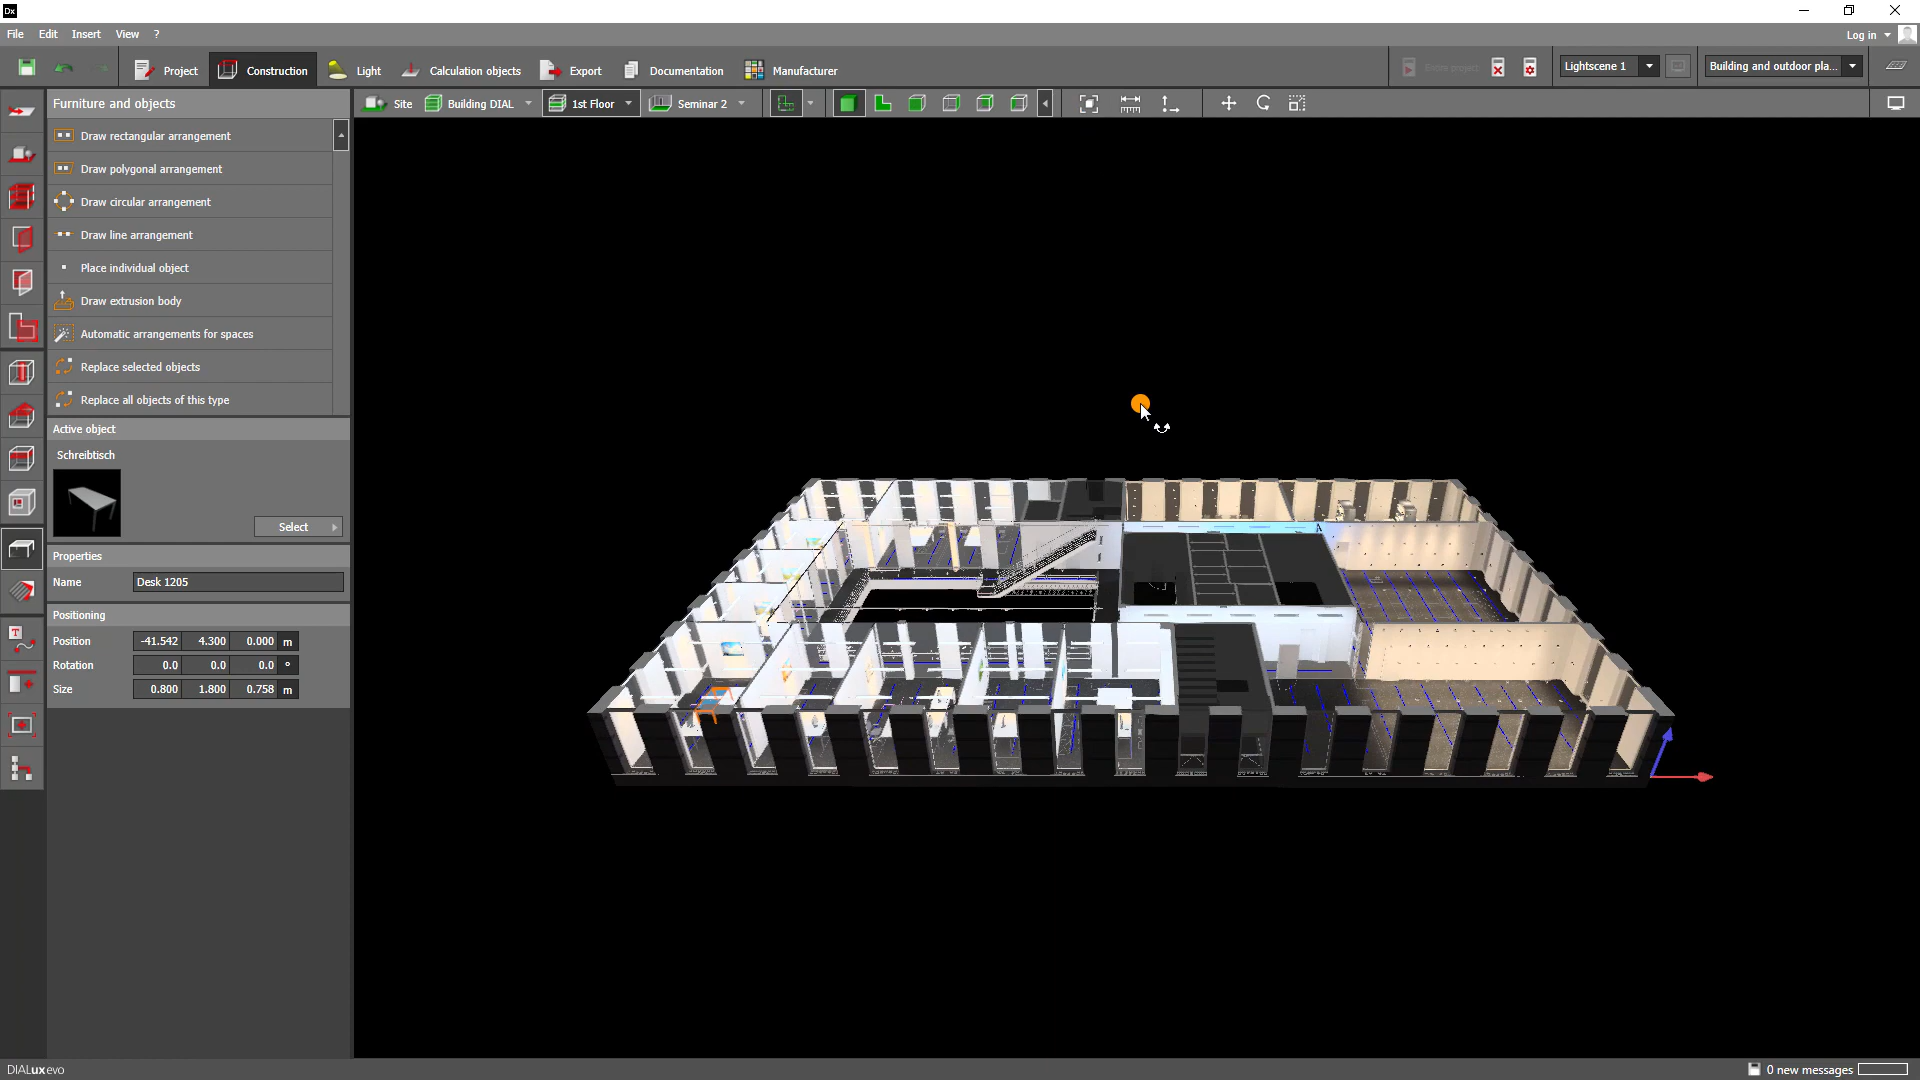 Dx
File Edit Insert View ?
Log in
Project Construction Light Calculation objects Export Documentation Manufacturer
Entire project
Lightscene 1
Building and outdoor pla...
Furniture and objects
Site Building DIAL 1st Floor Seminar 2
Draw rectangular arrangement
Draw polygonal arrangement
Draw circular arrangement
Draw line arrangement
Place individual object
Draw extrusion body
Automatic arrangements for spaces
Replace selected objects
Replace all objects of this type
Active object
Schreibtisch
Select
Properties
Name Desk 1205
Positioning
Position -41.542 4.300 0.000 m
Rotation 0.0 0.0 0.0 °
Size 0.800 1.800 0.758 m
DIALux evo
0 new messages